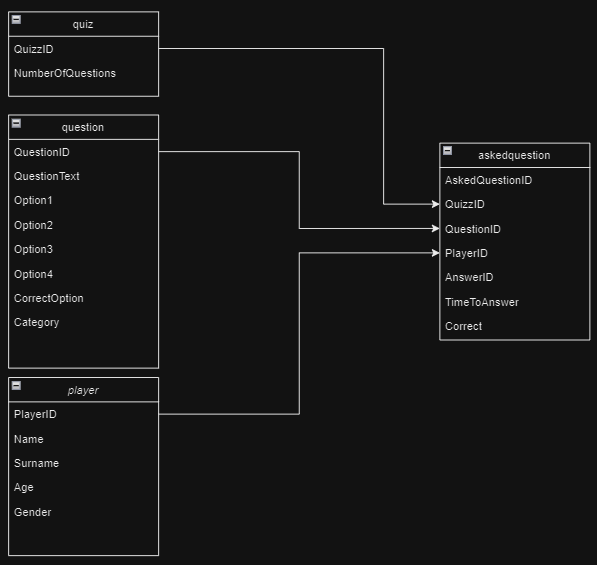 quiz
QuizzID
NumberOfQuestions
question
QuestionID
QuestionText
Option1
Option2
Option3
Option4
CorrectOption
Category
player
PlayerID
Name
Surname
Age
Gender
askedquestion
AskedQuestionID
QuizzID
QuestionID
PlayerID
AnswerID
TimeToAnswer
Correct